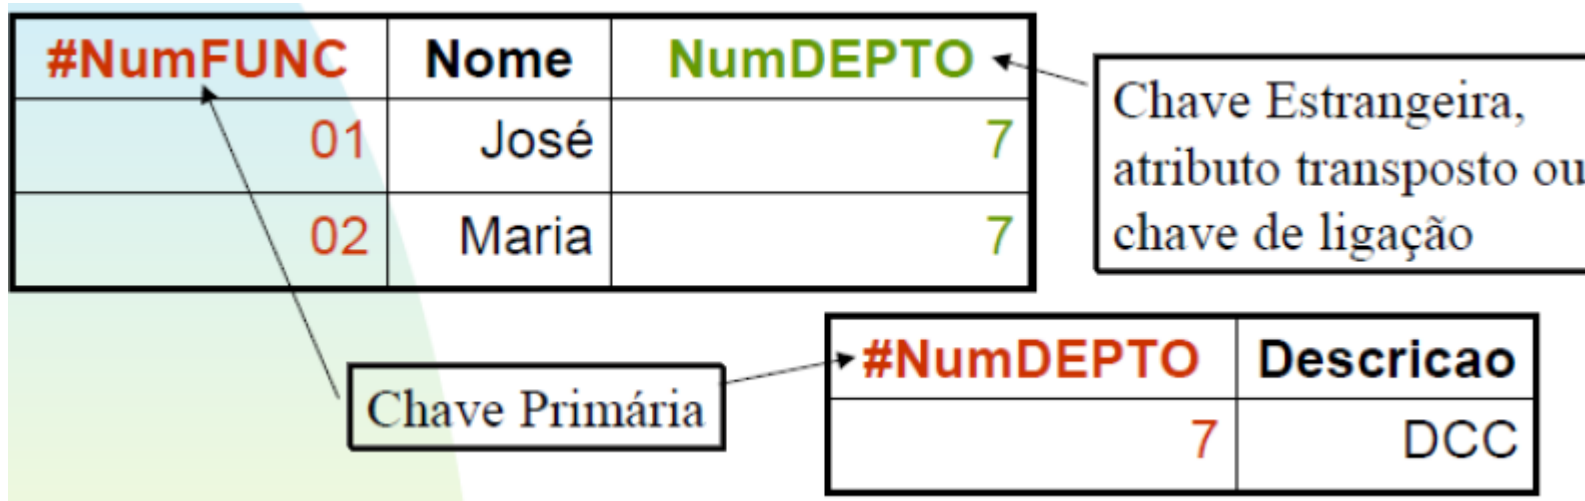 #NumFUNC Nome NumDEPTO
01 José 7
02 Maria 7
Chave Estrangeira,
atributo transposto ou
chave de ligação
Chave Primária
#NumDEPTO Descricao
7 DCC